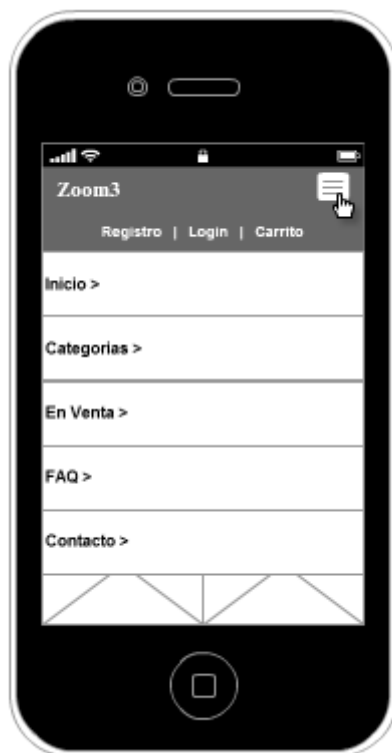 Zoom3
Registro | Login | Carrito
Inicio >
Categorias >
En Venta >
FAQ >
Contacto >